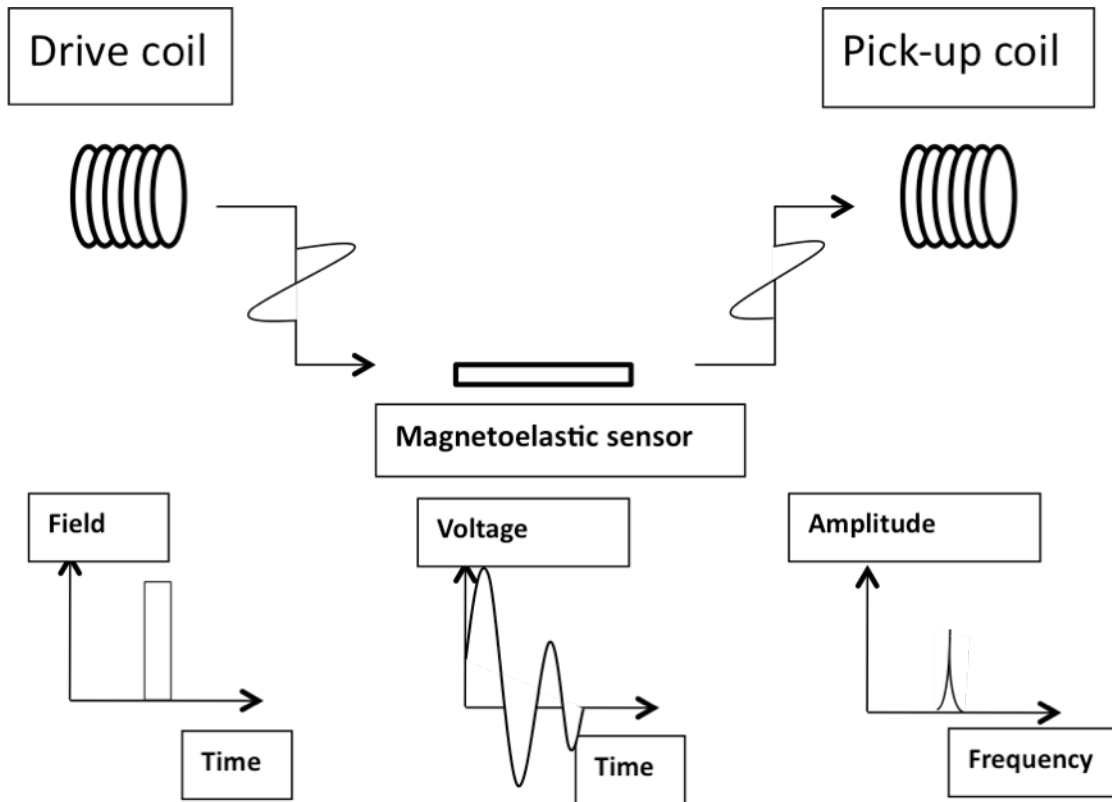 Drive coil
Pick-up coil
Magnetoelastic sensor
Field
Voltage
Amplitude
Time
Time
Frequency